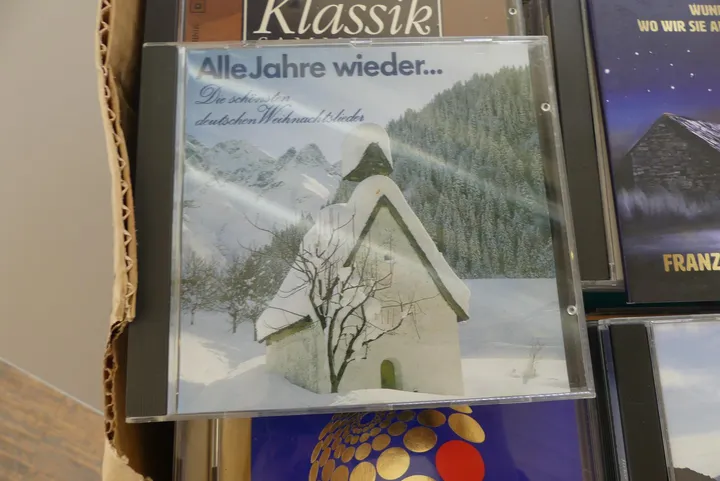 Klassik
WO WIR SIE
Alle Jahre wieder...
Die schönsten
deutschen Weihnachtslieder
FRANZ